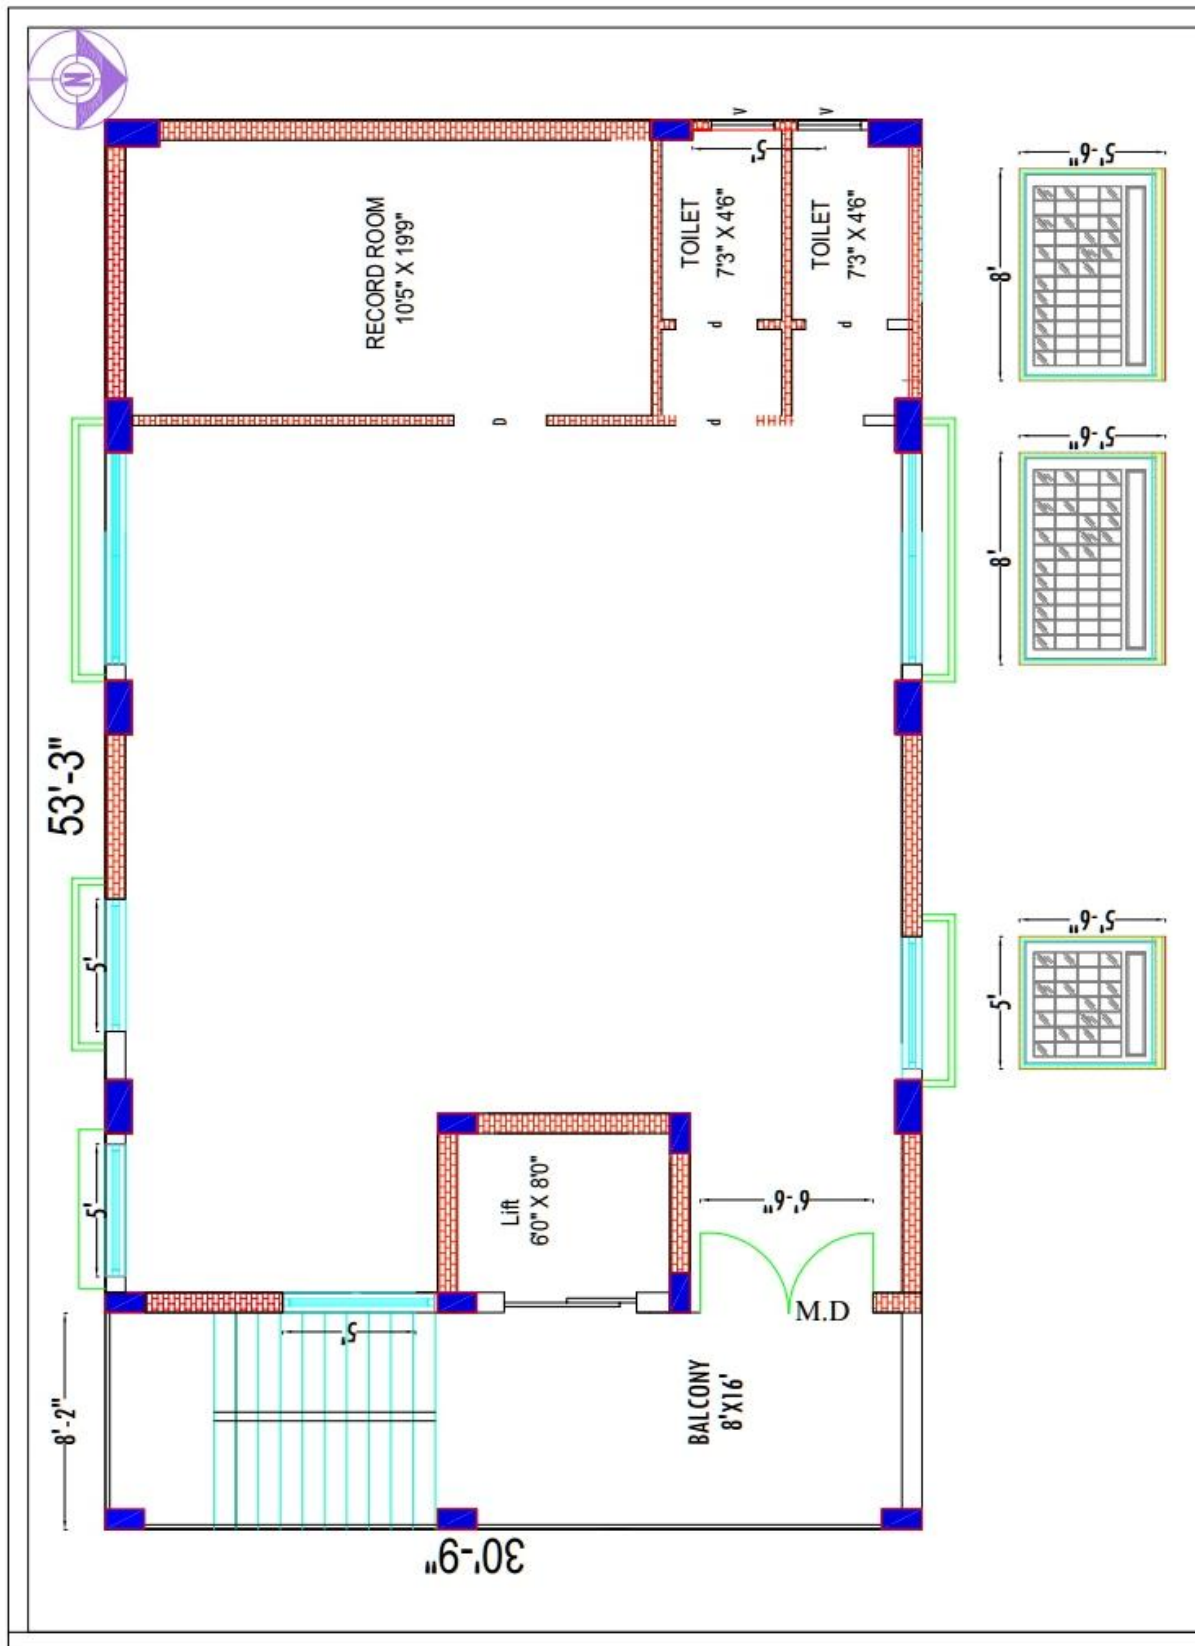 N
V
V
5'
5'-6"
8'
RECORD ROOM
10'5" X 19'9"
TOILET
7'3" X 4'6"
TOILET
7'3" X 4'6"
d
d
D
d
5'-6"
8'
53'-3"
5'
5'-6"
5'
5'
Lift
6'0" X 8'0"
6'-6"
M.D
5'
8'-2"
BALCONY
8'X16'
30'-9"